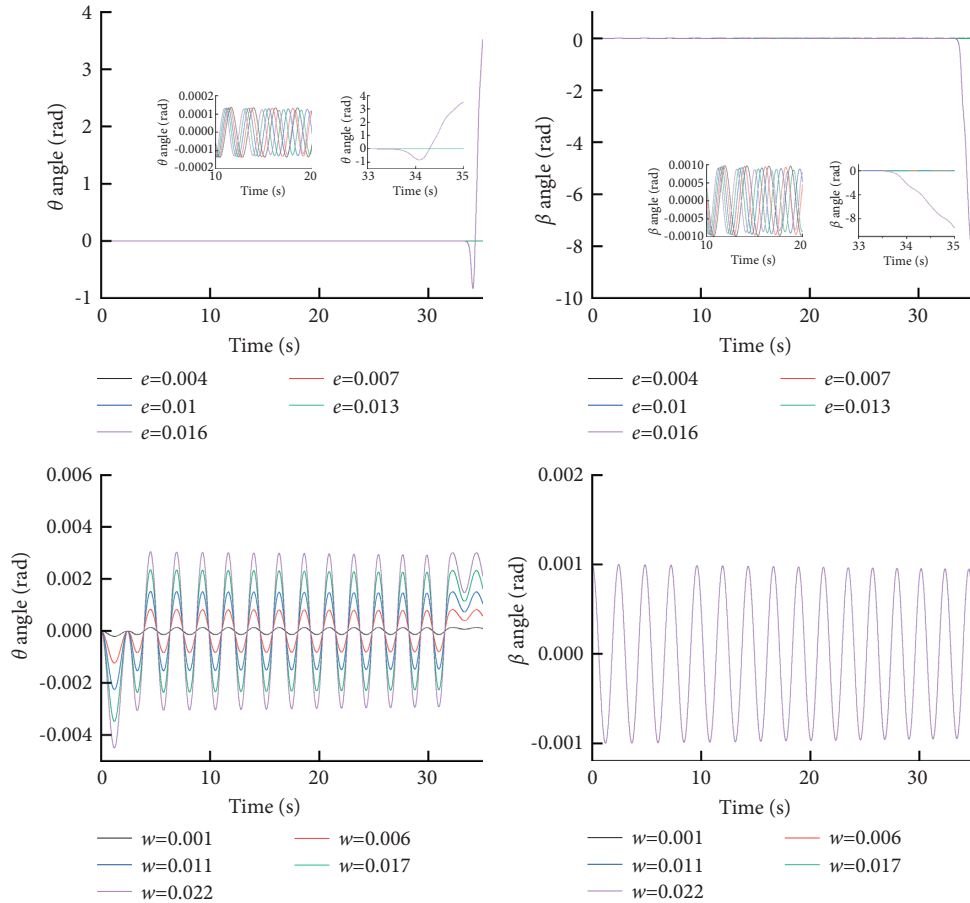 θ angle (rad)
4
3
2
1
0
-1
0
10
20
30
Time (s)
θ angle (rad)
0.0002
0.0001
0.0000
-0.0001
-0.0002
10
20
Time (s)
θ angle (rad)
4
3
2
1
0
-1
33
34
35
Time (s)
e=0.004
e=0.007
e=0.01
e=0.013
e=0.016
β angle (rad)
0
-2
-4
-6
-8
-10
0
10
20
30
Time (s)
β angle (rad)
0.0010
0.0005
0.0000
-0.0005
-0.0010
10
20
Time (s)
β angle (rad)
0
-4
-8
33
34
35
Time (s)
e=0.004
e=0.007
e=0.01
e=0.013
e=0.016
θ angle (rad)
0.006
0.004
0.002
0.000
-0.002
-0.004
0
10
20
30
Time (s)
w=0.001
w=0.006
w=0.011
w=0.017
w=0.022
β angle (rad)
0.002
0.001
0.000
-0.001
0
10
20
30
Time (s)
w=0.001
w=0.006
w=0.011
w=0.017
w=0.022